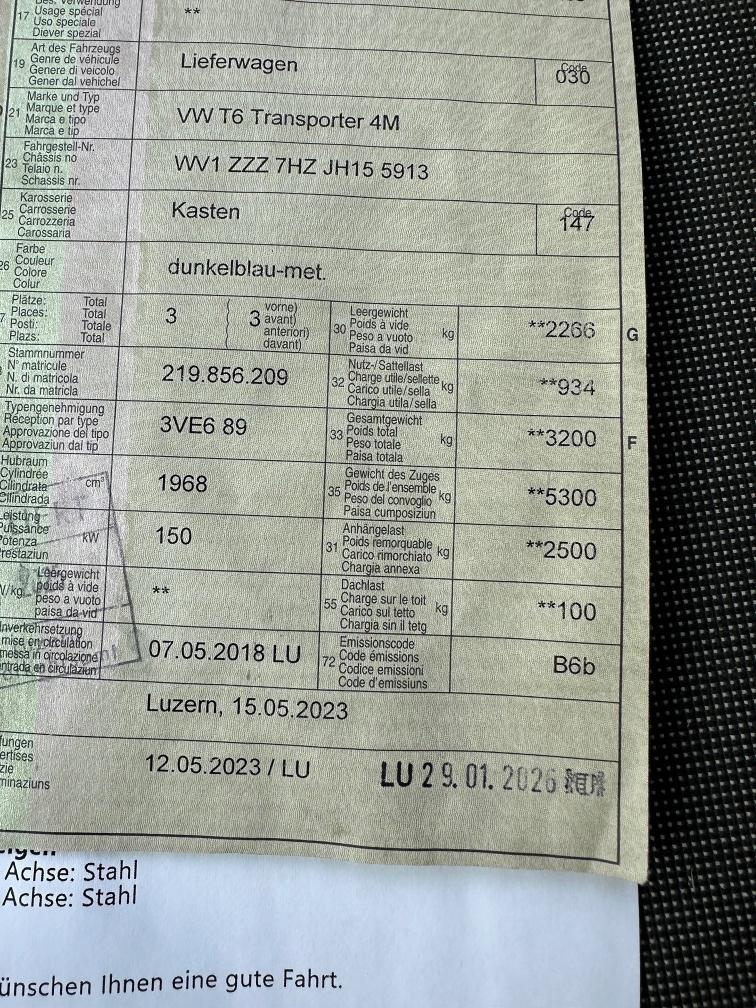 17 Usage spécial
Uso speciale
Diever spezial
**
19 Art des Fahrzeugs
Genre de véhicule
Genere di veicolo
Gener dal vehichel
Lieferwagen
Code
030
21 Marke und Typ
Marque et type
Marca e tipo
Marca e tip
VW T6 Transporter 4M
23 Fahrgestell-Nr.
Châssis no
Telaio n.
Schassis nr.
WV1 ZZZ 7HZ JH15 5913
25 Karosserie
Carrosserie
Carrozzeria
Carossaria
Kasten
Code
147
26 Farbe
Couleur
Colore
Colur
dunkelblau-met.
7 Plätze: Total
Places: Total
Posti: Totale
Plazs: Total
3
( 3 vorne)
avant)
anteriori)
davant)
30 Leergewicht
Poids à vide
Peso a vuoto
Paisa da vid
kg
**2266
G
Stammnummer
N° matricule
N. di matricola
Nr. da matricla
219.856.209
32 Nutz-/Sattellast
Charge utile/sellette
Carico utile/sella
Chargia utila/sella
kg
**934
Typengenehmigung
Réception par type
Approvazione del tipo
Approvaziun dal tip
3VE6 89
33 Gesamtgewicht
Poids total
Peso totale
Paisa totala
kg
**3200
F
Hubraum
Cylindrée
Cilindrata
Cilindrada
cm³
1968
35 Gewicht des Zuges
Poids de l'ensemble
Peso del convoglio
Paisa cumposiziun
kg
**5300
Leistung
Puissance
Potenza
Prestaziun
kW
150
31 Anhängelast
Poids remorquable
Carico rimorchiato
Chargia annexa
kg
**2500
/kg Leergewicht
poids à vide
peso a vuoto
paisa da vid
**
55 Dachlast
Charge sur le toit
Carico sul tetto
Chargia sin il tetg
kg
**100
Inverkehrsetzung
mise en circulation
messa in circolazione
entrada en circulaziun
07.05.2018 LU
72 Emissionscode
Code émissions
Codice emissioni
Code d'emissiuns
B6b
Luzern, 15.05.2023
12.05.2023 / LU
LU 29.01.2026
Achse: Stahl
Achse: Stahl
ünschen Ihnen eine gute Fahrt.